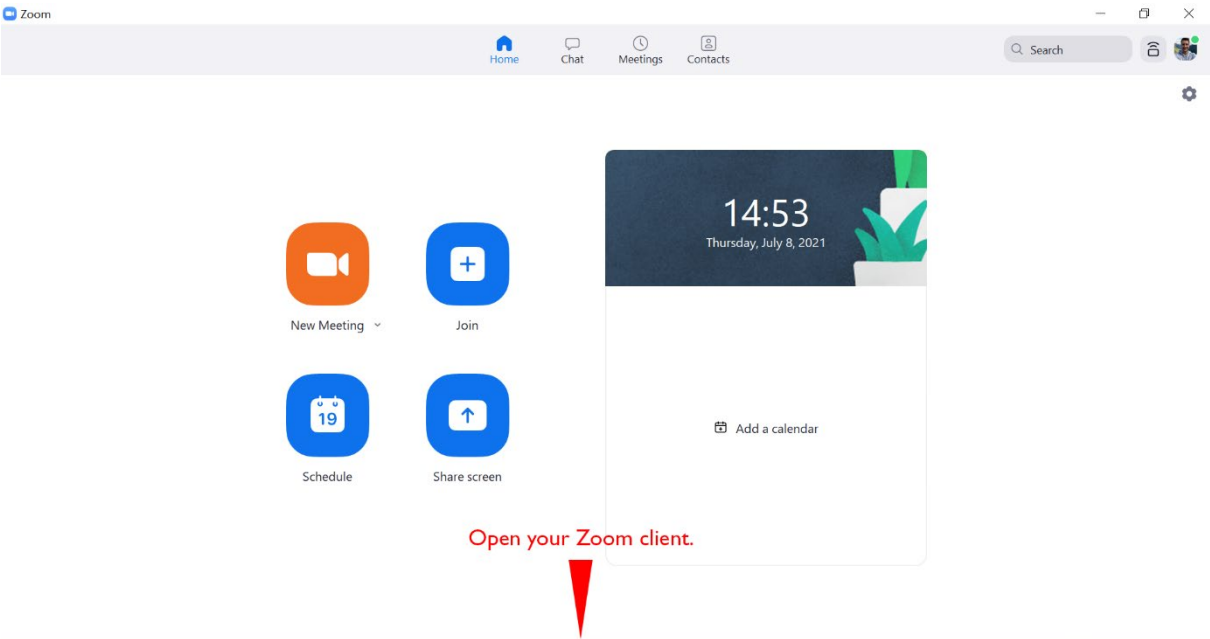 Zoom
Home
Chat
Meetings
Contacts
Search
14:53
Thursday, July 8, 2021
New Meeting
Join
19
Schedule
Share screen
Add a calendar
Open your Zoom client.